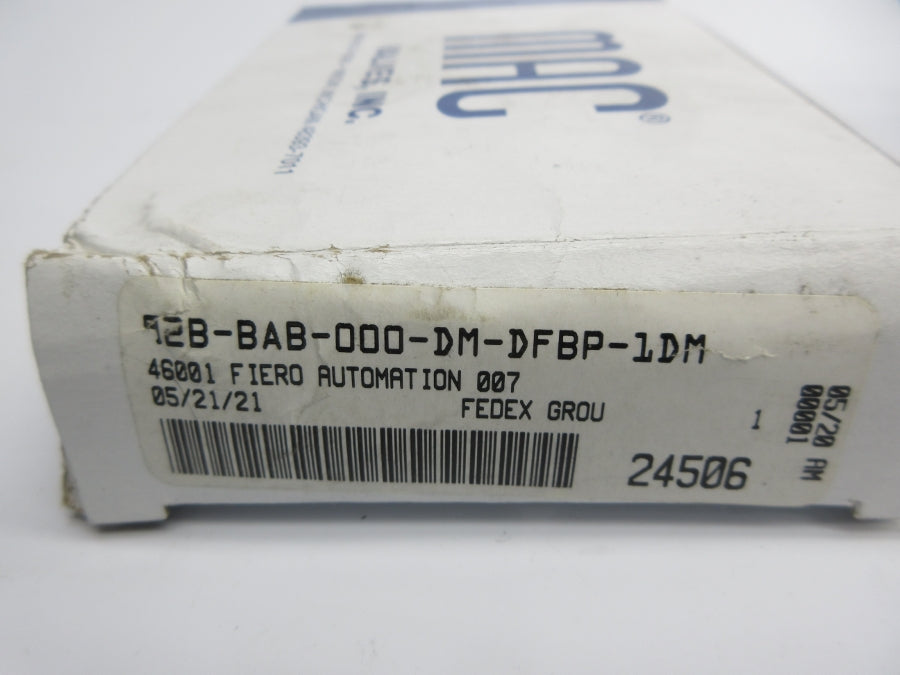 mAC®
VALVES, INC.
92B-BAB-000-DM-DFBP-1DM
46001 FIERO AUTOMATION 007
05/21/21 FEDEX GROU 1
24506
05/20 AM
00001